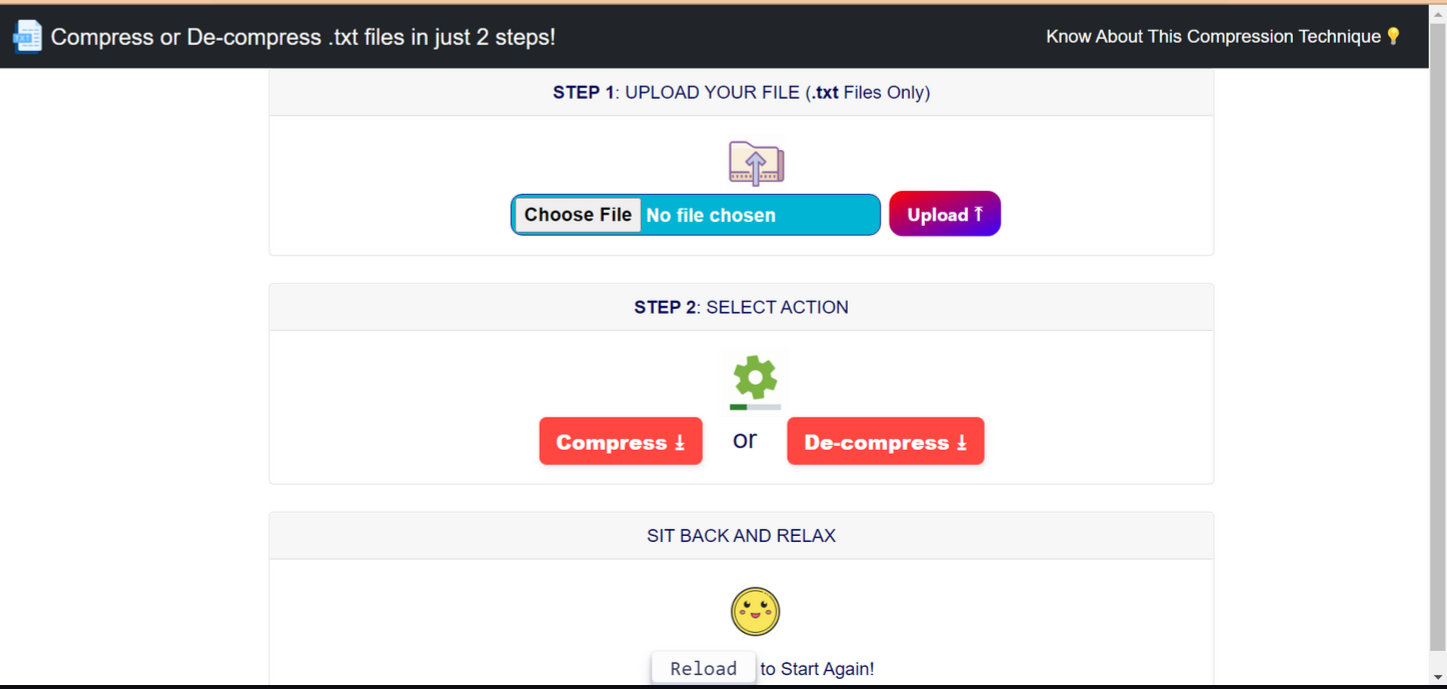 TXT
Compress or De-compress .txt files in just 2 steps!
Know About This Compression Technique
STEP 1: UPLOAD YOUR FILE (.txt Files Only)
Choose File No file chosen
Upload ⤒
STEP 2: SELECT ACTION
Compress ⤓ or De-compress ⤓
SIT BACK AND RELAX
Reload to Start Again!